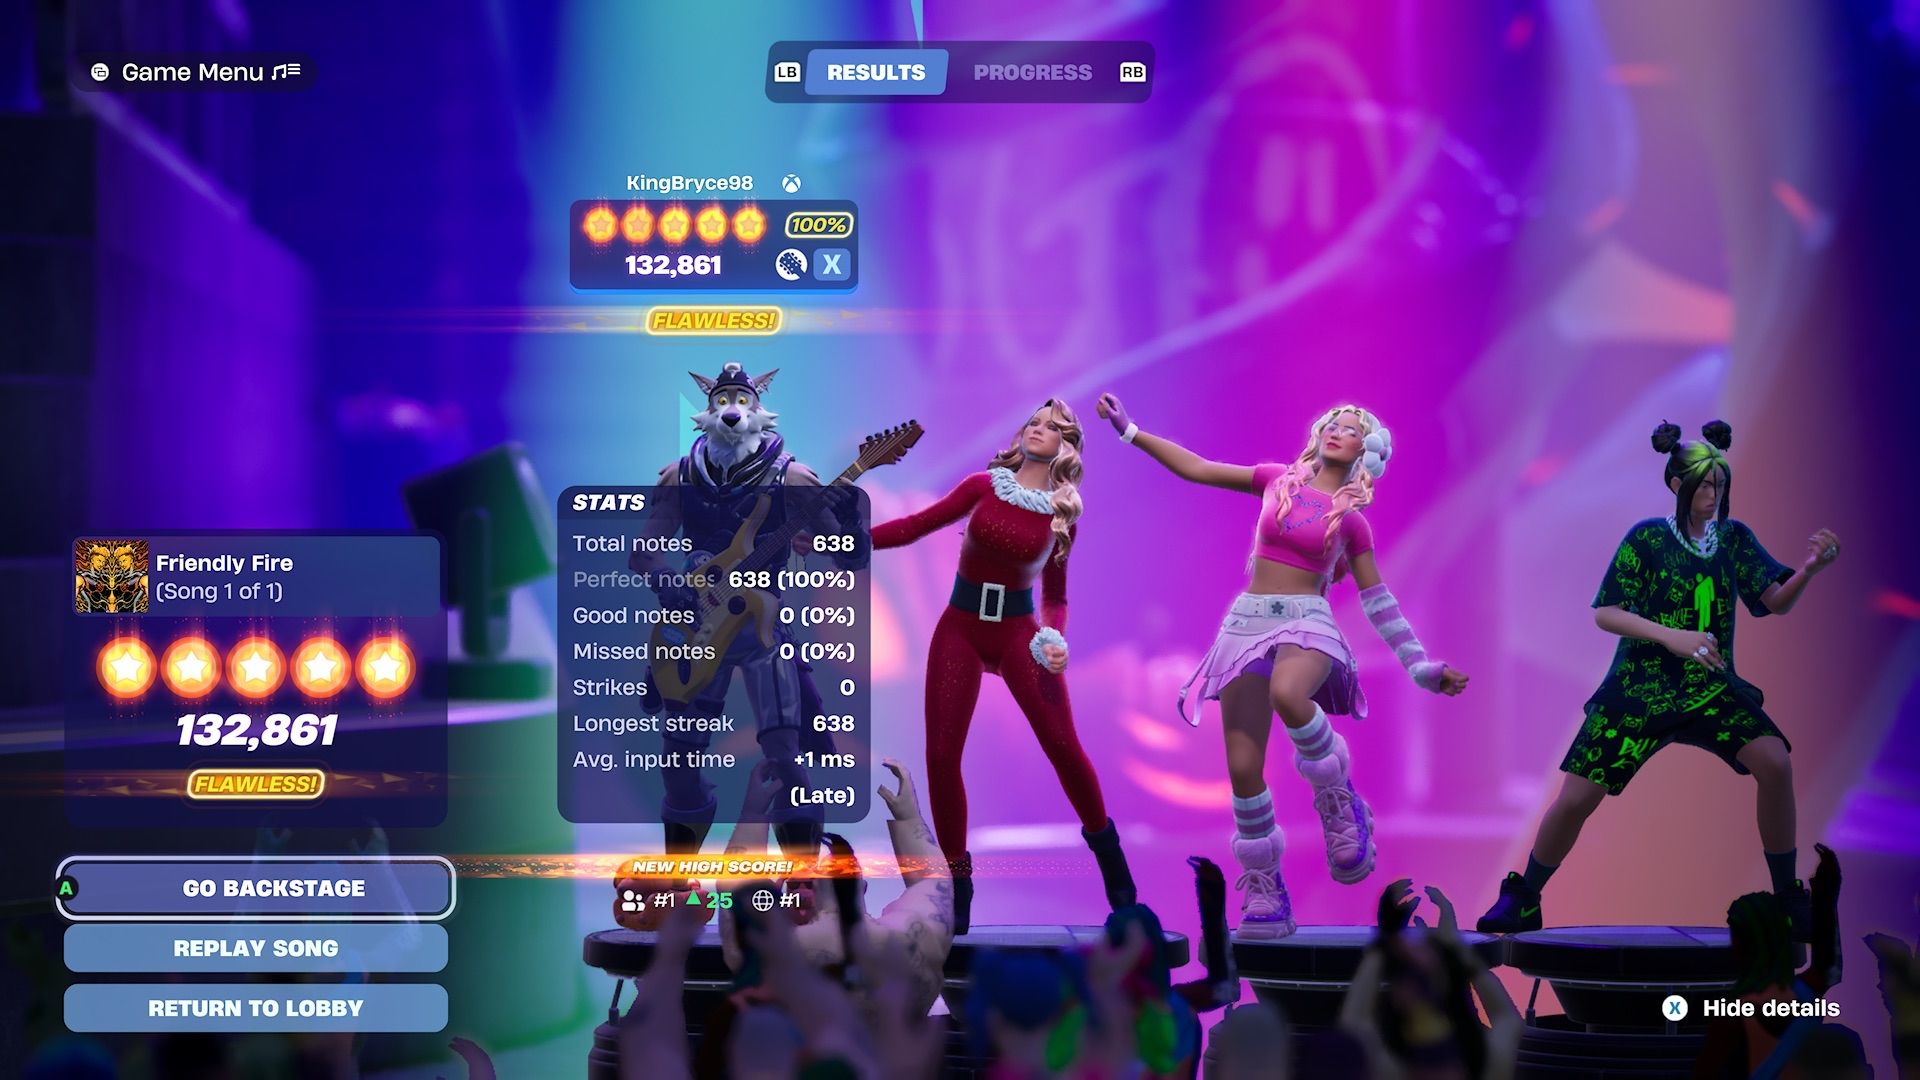 Game Menu
LB RESULTS PROGRESS RB
KingBryce98
100%
132,861 X
FLAWLESS!
STATS
Total notes 638
Perfect notes 638 (100%)
Good notes 0 (0%)
Missed notes 0 (0%)
Strikes 0
Longest streak 638
Avg. input time +1 ms
(Late)
NEW HIGH SCORE!
#1 25 #1
Friendly Fire
(Song 1 of 1)
132,861
FLAWLESS!
A GO BACKSTAGE
REPLAY SONG
RETURN TO LOBBY
X Hide details